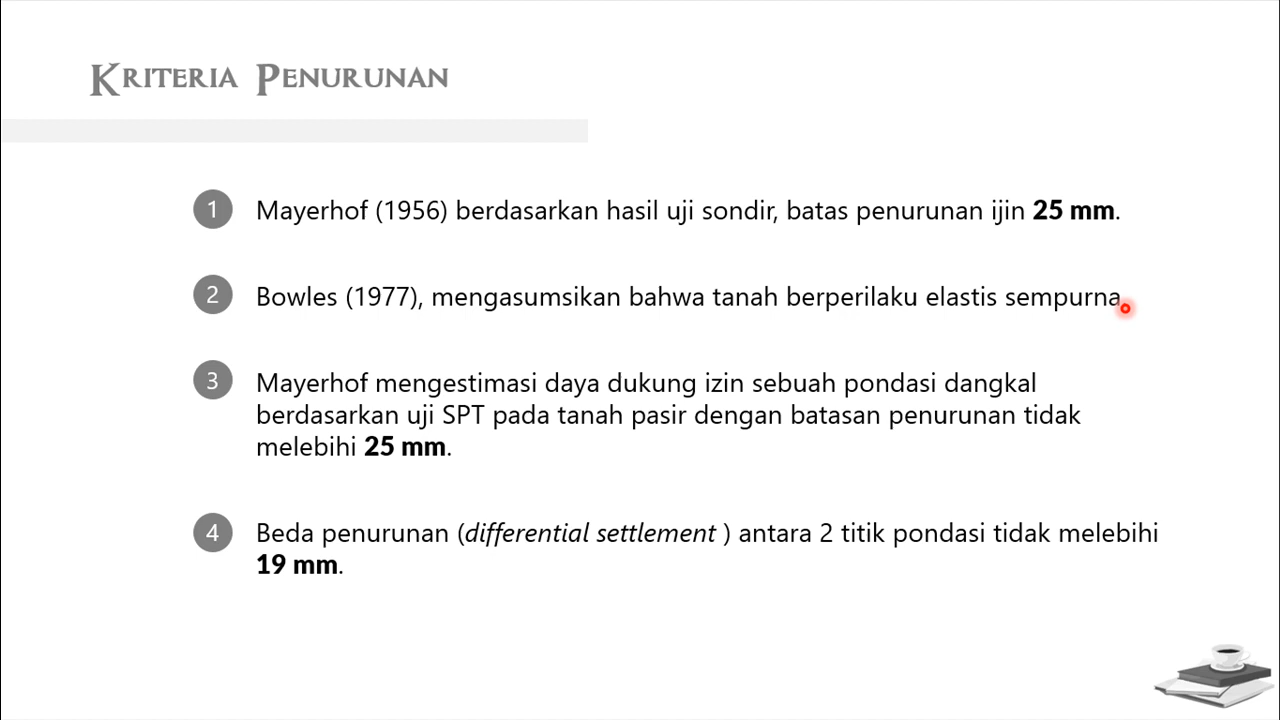 KRITERIA PENURUNAN
1 Mayerhof (1956) berdasarkan hasil uji sondir, batas penurunan ijin 25 mm.
2 Bowles (1977), mengasumsikan bahwa tanah berperilaku elastis sempurna.
3 Mayerhof mengestimasi daya dukung izin sebuah pondasi dangkal
berdasarkan uji SPT pada tanah pasir dengan batasan penurunan tidak
melebihi 25 mm.
4 Beda penurunan (differential settlement ) antara 2 titik pondasi tidak melebihi
19 mm.